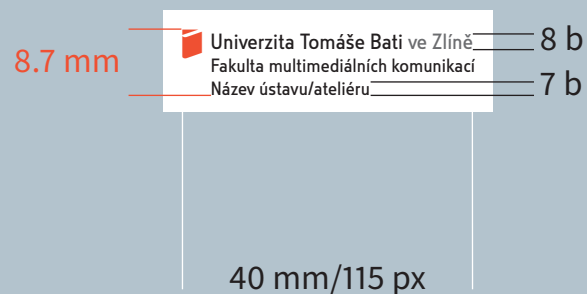 8.7 mm
Univerzita Tomáše Bati ve Zlíně
8 b
Fakulta multimediálních komunikací
Název ústavu/ateliéru
7 b
40 mm/115 px